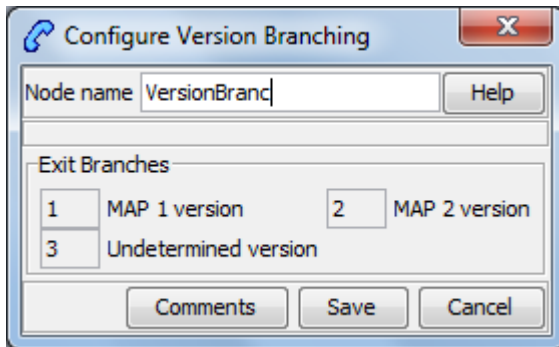 Configure Version Branching
Node name VersionBranc Help
Exit Branches
1 MAP 1 version 2 MAP 2 version
3 Undetermined version
Comments Save Cancel